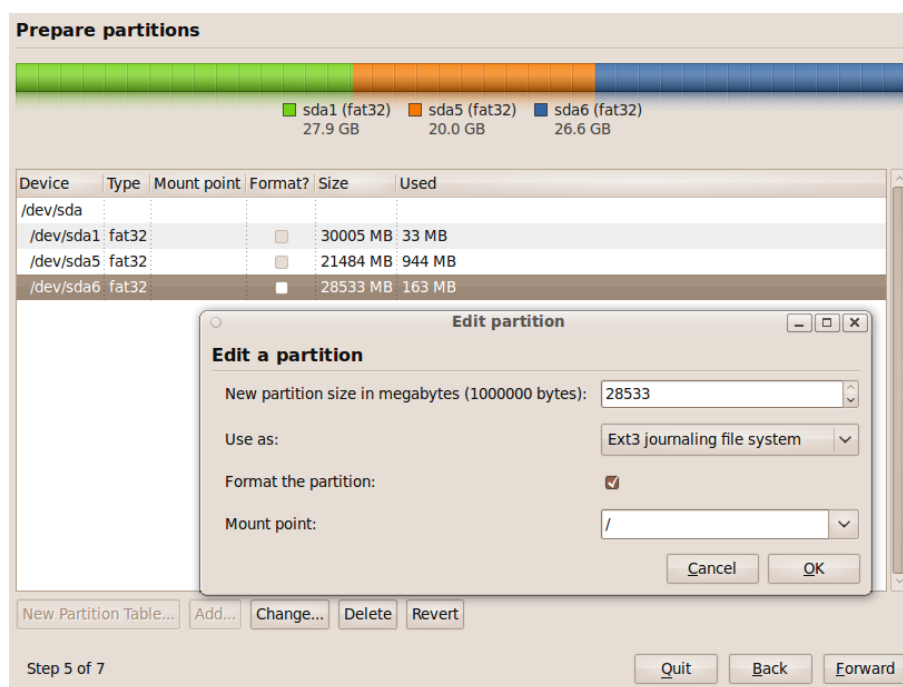 Prepare partitions
sda1 (fat32) sda5 (fat32) sda6 (fat32)
27.9 GB 20.0 GB 26.6 GB
Device Type Mount point Format? Size Used
/dev/sda
/dev/sda1 fat32 30005 MB 33 MB
/dev/sda5 fat32 21484 MB 944 MB
/dev/sda6 fat32 28533 MB 163 MB
Edit partition
Edit a partition
New partition size in megabytes (1000000 bytes): 28533
Use as: Ext3 journaling file system
Format the partition:
Mount point: /
Cancel OK
New Partition Table... Add... Change... Delete Revert
Step 5 of 7 Quit Back Forward